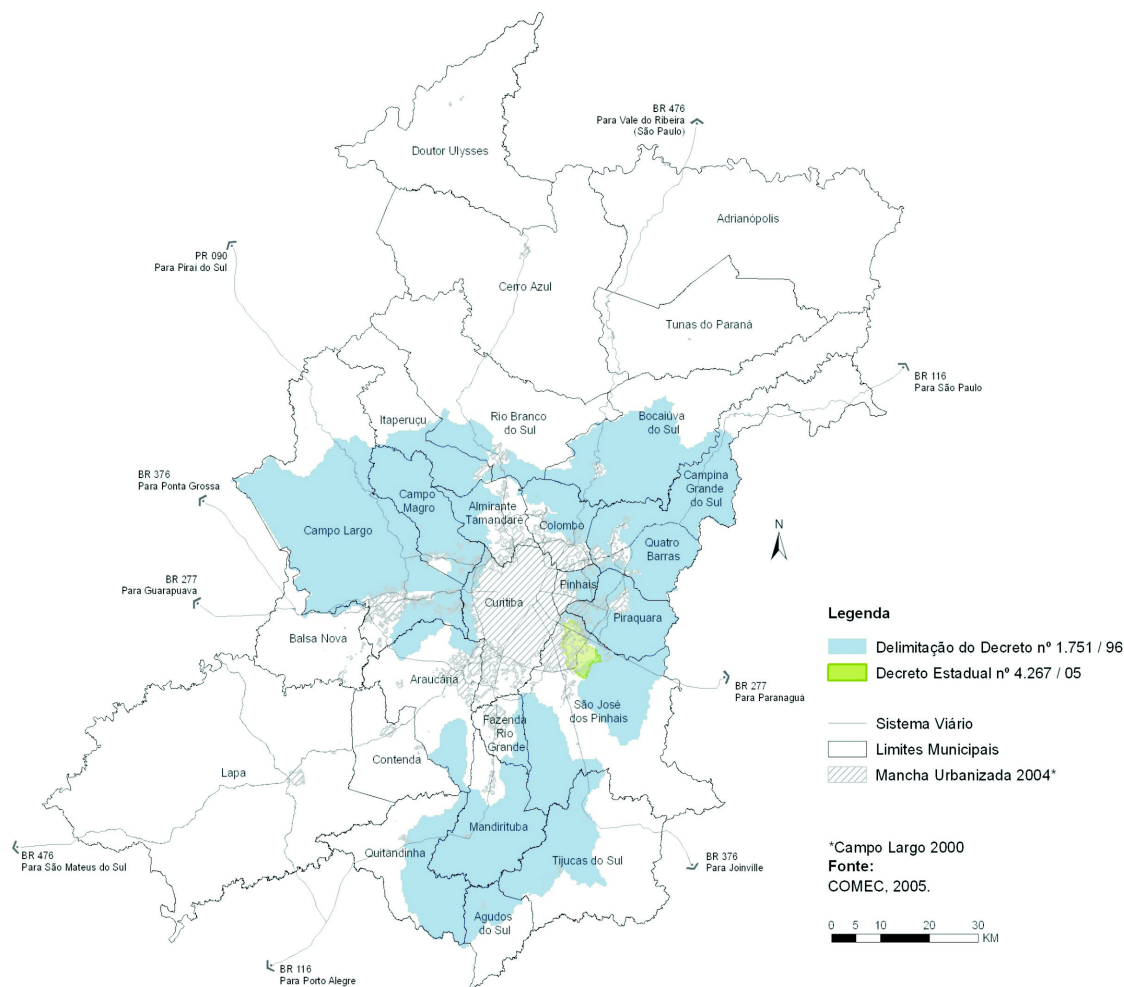 BR 476
Para Vale do Ribeira
(São Paulo)
Doutor Ulysses
Adrianópolis
PR 090
Para Piraí do Sul
Cerro Azul
Tunas do Paraná
BR 116
Para São Paulo
Itaperuçu
Rio Branco
do Sul
Bocaiúva
do Sul
BR 376
Para Ponta Grossa
Campo
Magro
Almirante
Tamandaré
Campina
Grande
do Sul
Campo Largo
Colombo
Quatro
Barras
N
BR 277
Para Guarapuava
Pinhais
Curitiba
Piraquara
Balsa Nova
Araucária
São José
dos Pinhais
BR 277
Para Paranaguá
Fazenda
Rio
Grande
Contenda
Lapa
Mandirituba
Quitandinha
Tijucas do Sul
BR 476
Para São Mateus do Sul
BR 376
Para Joinville
Agudos
do Sul
BR 116
Para Porto Alegre
Legenda
Delimitação do Decreto nº 1.751 / 96
Decreto Estadual nº 4.267 / 05
Sistema Viário
Limites Municipais
Mancha Urbanizada 2004*
*Campo Largo 2000
Fonte:
COMEC, 2005.
0 5 10 20 30
KM